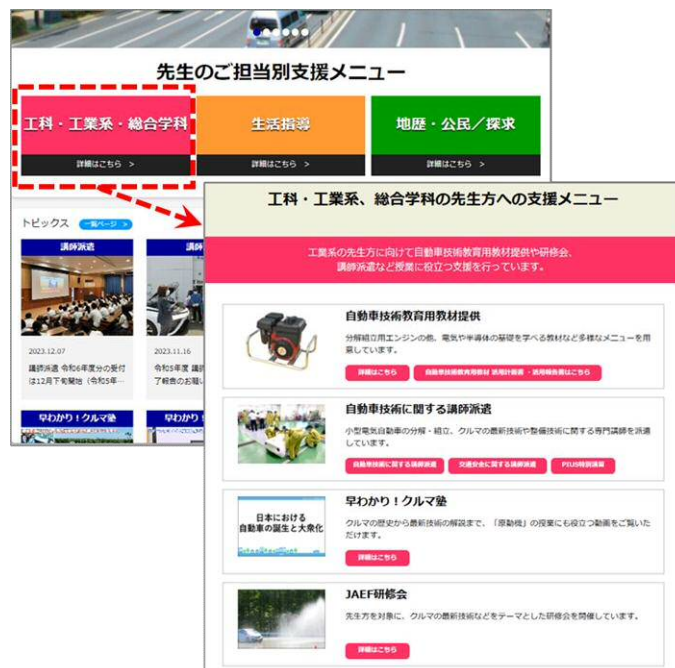 先生のご担当別支援メニュー
工科・工業系・総合学科
生活指導
地歴・公民／探求
詳細はこちら >
詳細はこちら >
詳細はこちら >
トピックス 一覧ページ >
講師派遣
講師
2023.12.07
2023.11.16
講師派遣 令和6年度分の受付
は12月下旬開始（令和5年…
令和5年度 講師
了報告のお願い
早わかり！クルマ塾
早わかり！
工科・工業系、総合学科の先生方への支援メニュー
工業系の先生方に向けて自動車技術教育用教材提供や研修会、
講師派遣など授業に役立つ支援を行っています。
自動車技術教育用教材提供
分解組立用エンジンの他、電気や半導体の基礎を学べる教材など多様なメニューを用
意しています。
詳細はこちら
自動車技術教育用教材 活用計画書・活用報告書はこちら
自動車技術に関する講師派遣
小型電気自動車の分解・組立、クルマの最新技術や整備技術に関する専門講師を派遣
しています。
自動車技術に関する講師派遣
交通安全に関する講師派遣
PIUS特別講座
日本における
自動車の誕生と大衆化
早わかり！クルマ塾
クルマの歴史から最新技術の解説まで、「原動機」の授業にも役立つ動画をご覧いた
だけます。
詳細はこちら
JAEF研修会
先生方を対象に、クルマの最新技術などをテーマとした研修会を開催しています。
詳細はこちら